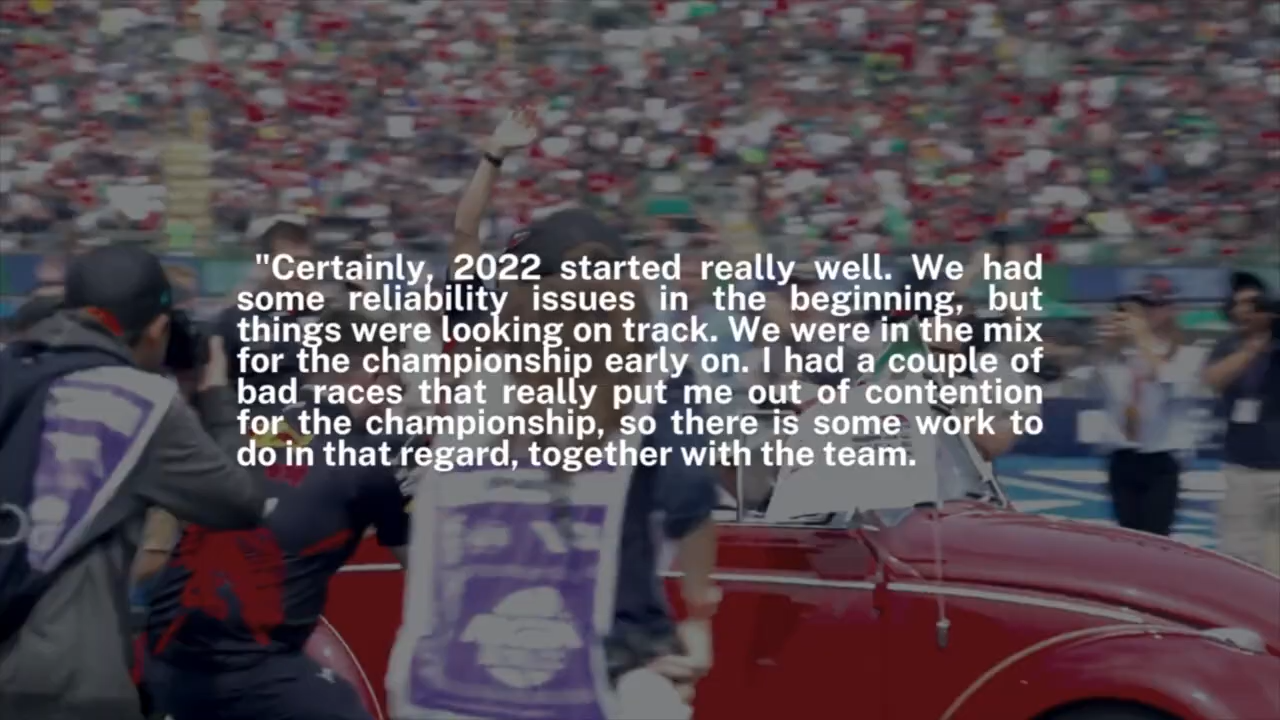 "Certainly, 2022 started really well. We had
some reliability issues in the beginning, but
things were looking on track. We were in the mix
for the championship early on. I had a couple of
bad races that really put me out of contention
for the championship, so there is some work to
do in that regard, together with the team.